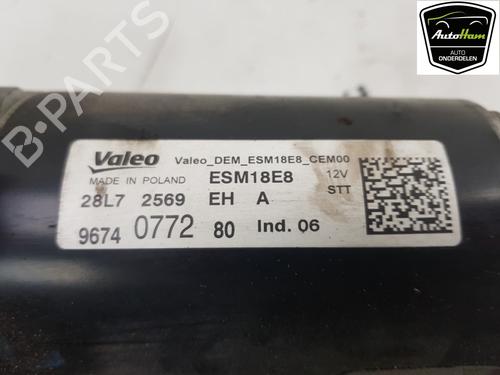 AutoHam
AUTO
ONDERDELEN
B-PARTS
Valeo Valeo_DEM_ESM18E8_CEM00
MADE IN POLAND ESM18E8 12V
STT
28L7 2569 EH A
9674 0772 80 Ind. 06